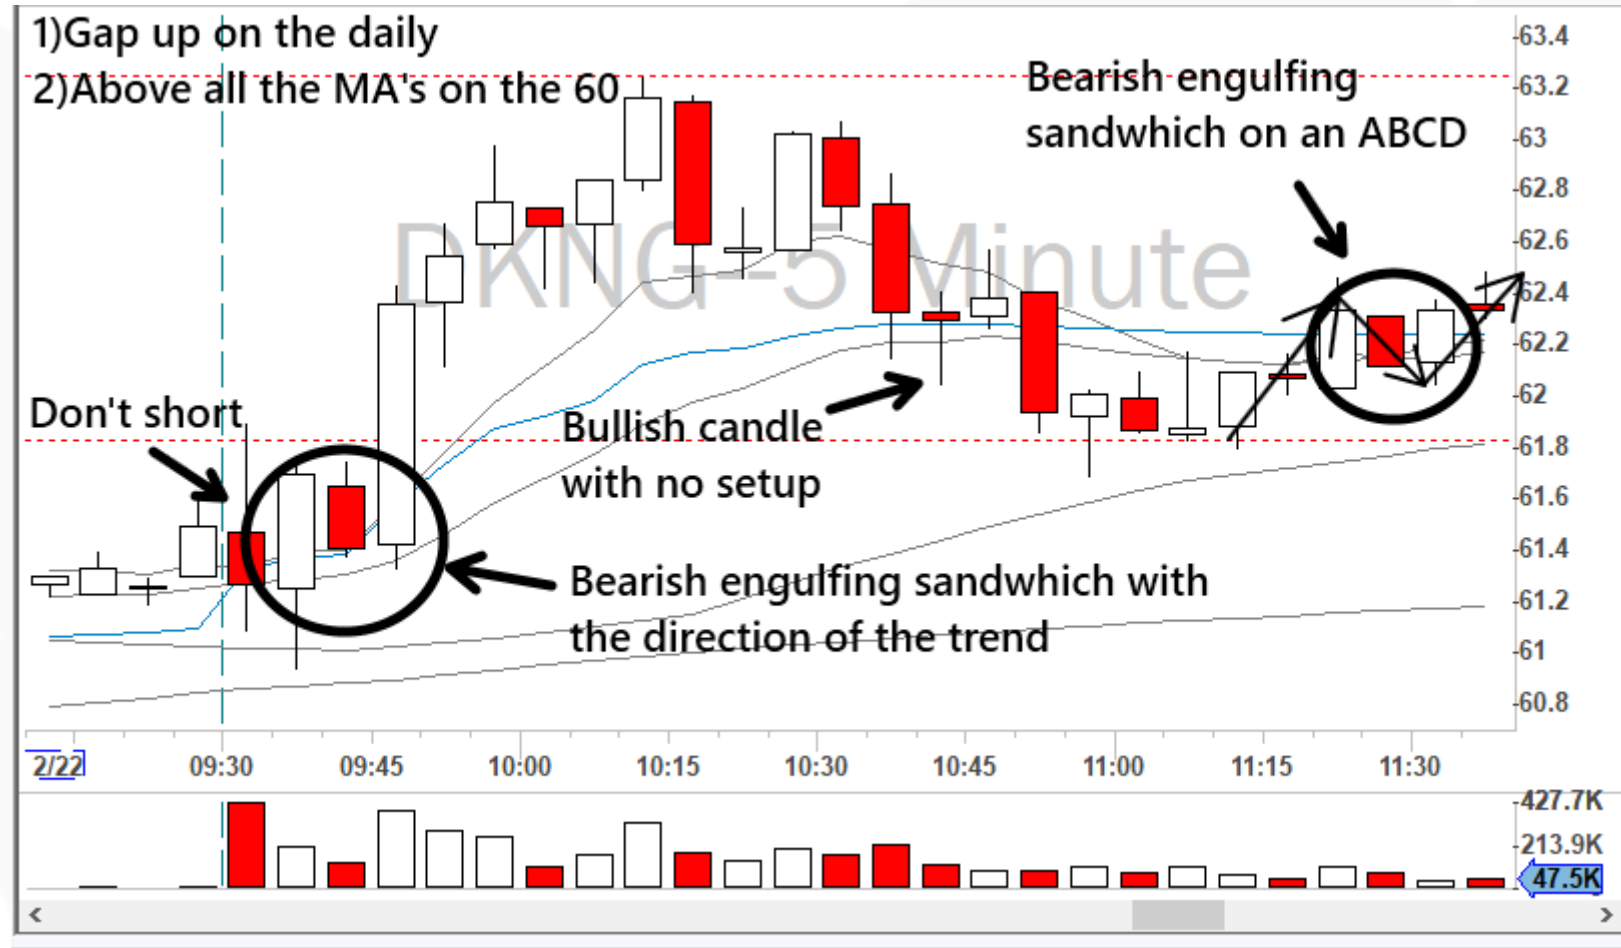 1)Gap up on the daily
2)Above all the MA's on the 60
Bearish engulfing
sandwhich on an ABCD
DKNG--5 Minute
Don't short
Bullish candle
with no setup
Bearish engulfing sandwhich with
the direction of the trend
63.4
63.2
63
62.8
62.6
62.4
62.2
62
61.8
61.6
61.4
61.2
61
60.8
2/22 09:30 09:45 10:00 10:15 10:30 10:45 11:00 11:15 11:30
427.7K
213.9K
47.5K